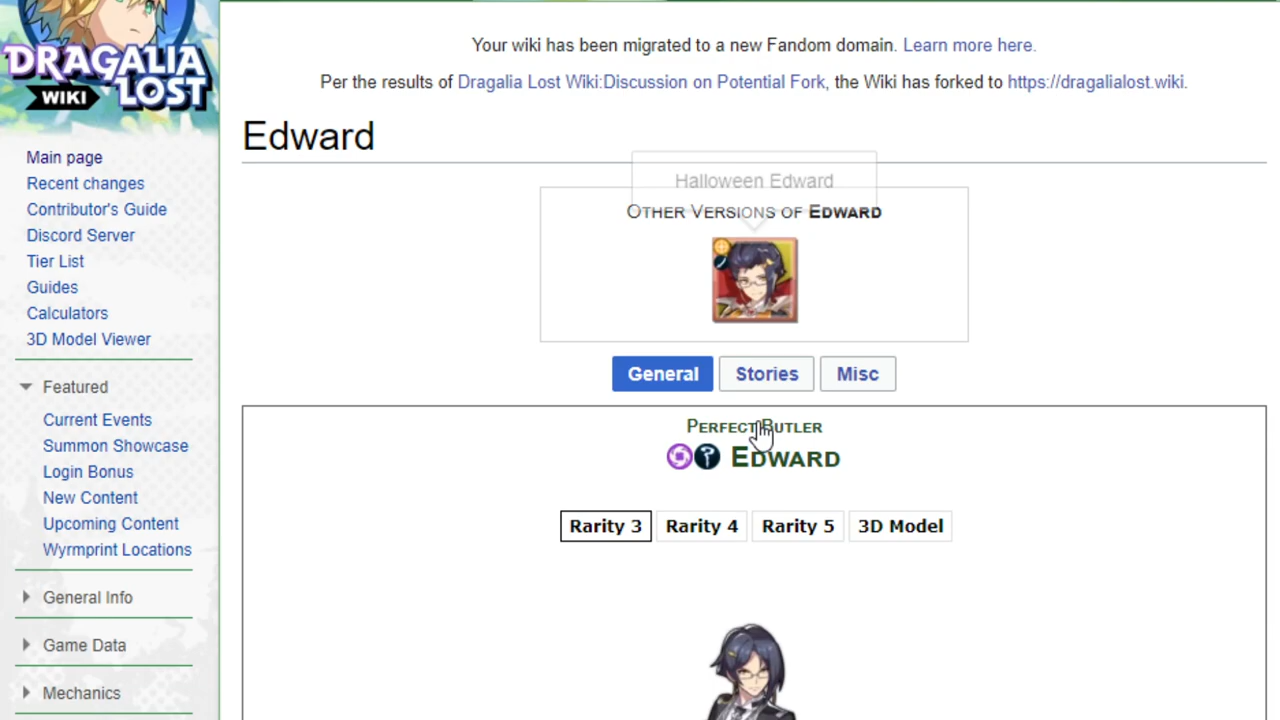 DRAGALIA
LOST
WIKI
Main page
Recent changes
Contributor's Guide
Discord Server
Tier List
Guides
Calculators
3D Model Viewer
Featured
Current Events
Summon Showcase
Login Bonus
New Content
Upcoming Content
Wyrmprint Locations
General Info
Game Data
Mechanics
Your wiki has been migrated to a new Fandom domain. Learn more here.
Per the results of Dragalia Lost Wiki:Discussion on Potential Fork, the Wiki has forked to https://dragalialost.wiki.
Edward
Halloween Edward
OTHER VERSIONS OF EDWARD
General Stories Misc
PERFECT BUTLER
EDWARD
Rarity 3 Rarity 4 Rarity 5 3D Model